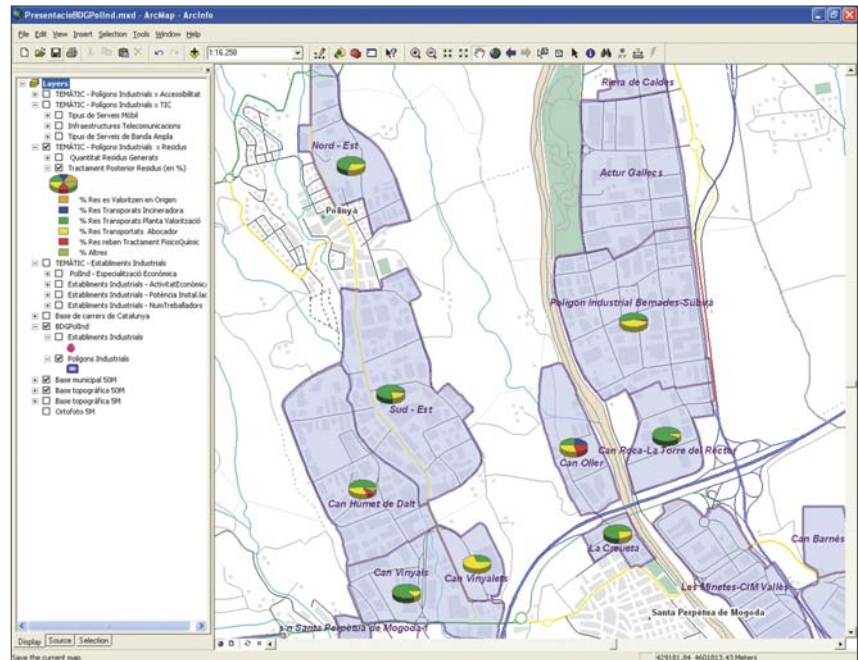 PresentacioBDGPolInd.mxd - ArcMap - ArcInfo
File Edit View Insert Selection Tools Window Help
1:16.250
Layers
TEMÀTIC - Polígons Industrials x Accessibilitat
TEMÀTIC - Polígons Industrials x TIC
Tipus de Serveis Mòbil
Infraestructures Telecomunicacions
Tipus de Serveis de Banda Ampla
TEMÀTIC - Polígons Industrials x Residus
Quantitat Residus Generats
Tractament Posterior Residus (en %)
% Res es Valoritzen en Origen
% Res Transporats Incineradora
% Res Transporats Planta Valorització
% Res Transportats Abocador
% Res reben Tractament FisicoQuímic
% Altres
TEMÀTIC - Establiments Industrials
PolInd - Especialització Econòmica
Establiments Industrials - ActivitatEconòmic
Establiments Industrials - Potència Instal.lac
Establiments Industrials - NumTreballadors
Base de carrers de Catalunya
BDGPolInd
Establiments Industrials
Polígons Industrials
Base municipal 50M
Base topogràfica 50M
Base topogràfica 5M
Ortofoto 5M
Display Source Selection
Save the current map
429181,84 4601813,43 Meters
Riera de Caldes
Nord - Est
Actur Gallecs
Polinyà
Polígon industrial Bernades-Subirà
Sud - Est
Can Roca-La Torre del Rector
Can Oller
Can Humet de Dalt
La Creueta
Can Barnés
Can Vinyals
Can Vinyalets
Les Minetes-CIM Vallès
Santa Perpètua de Mogoda
n Santa Perpètua de Mogoda I